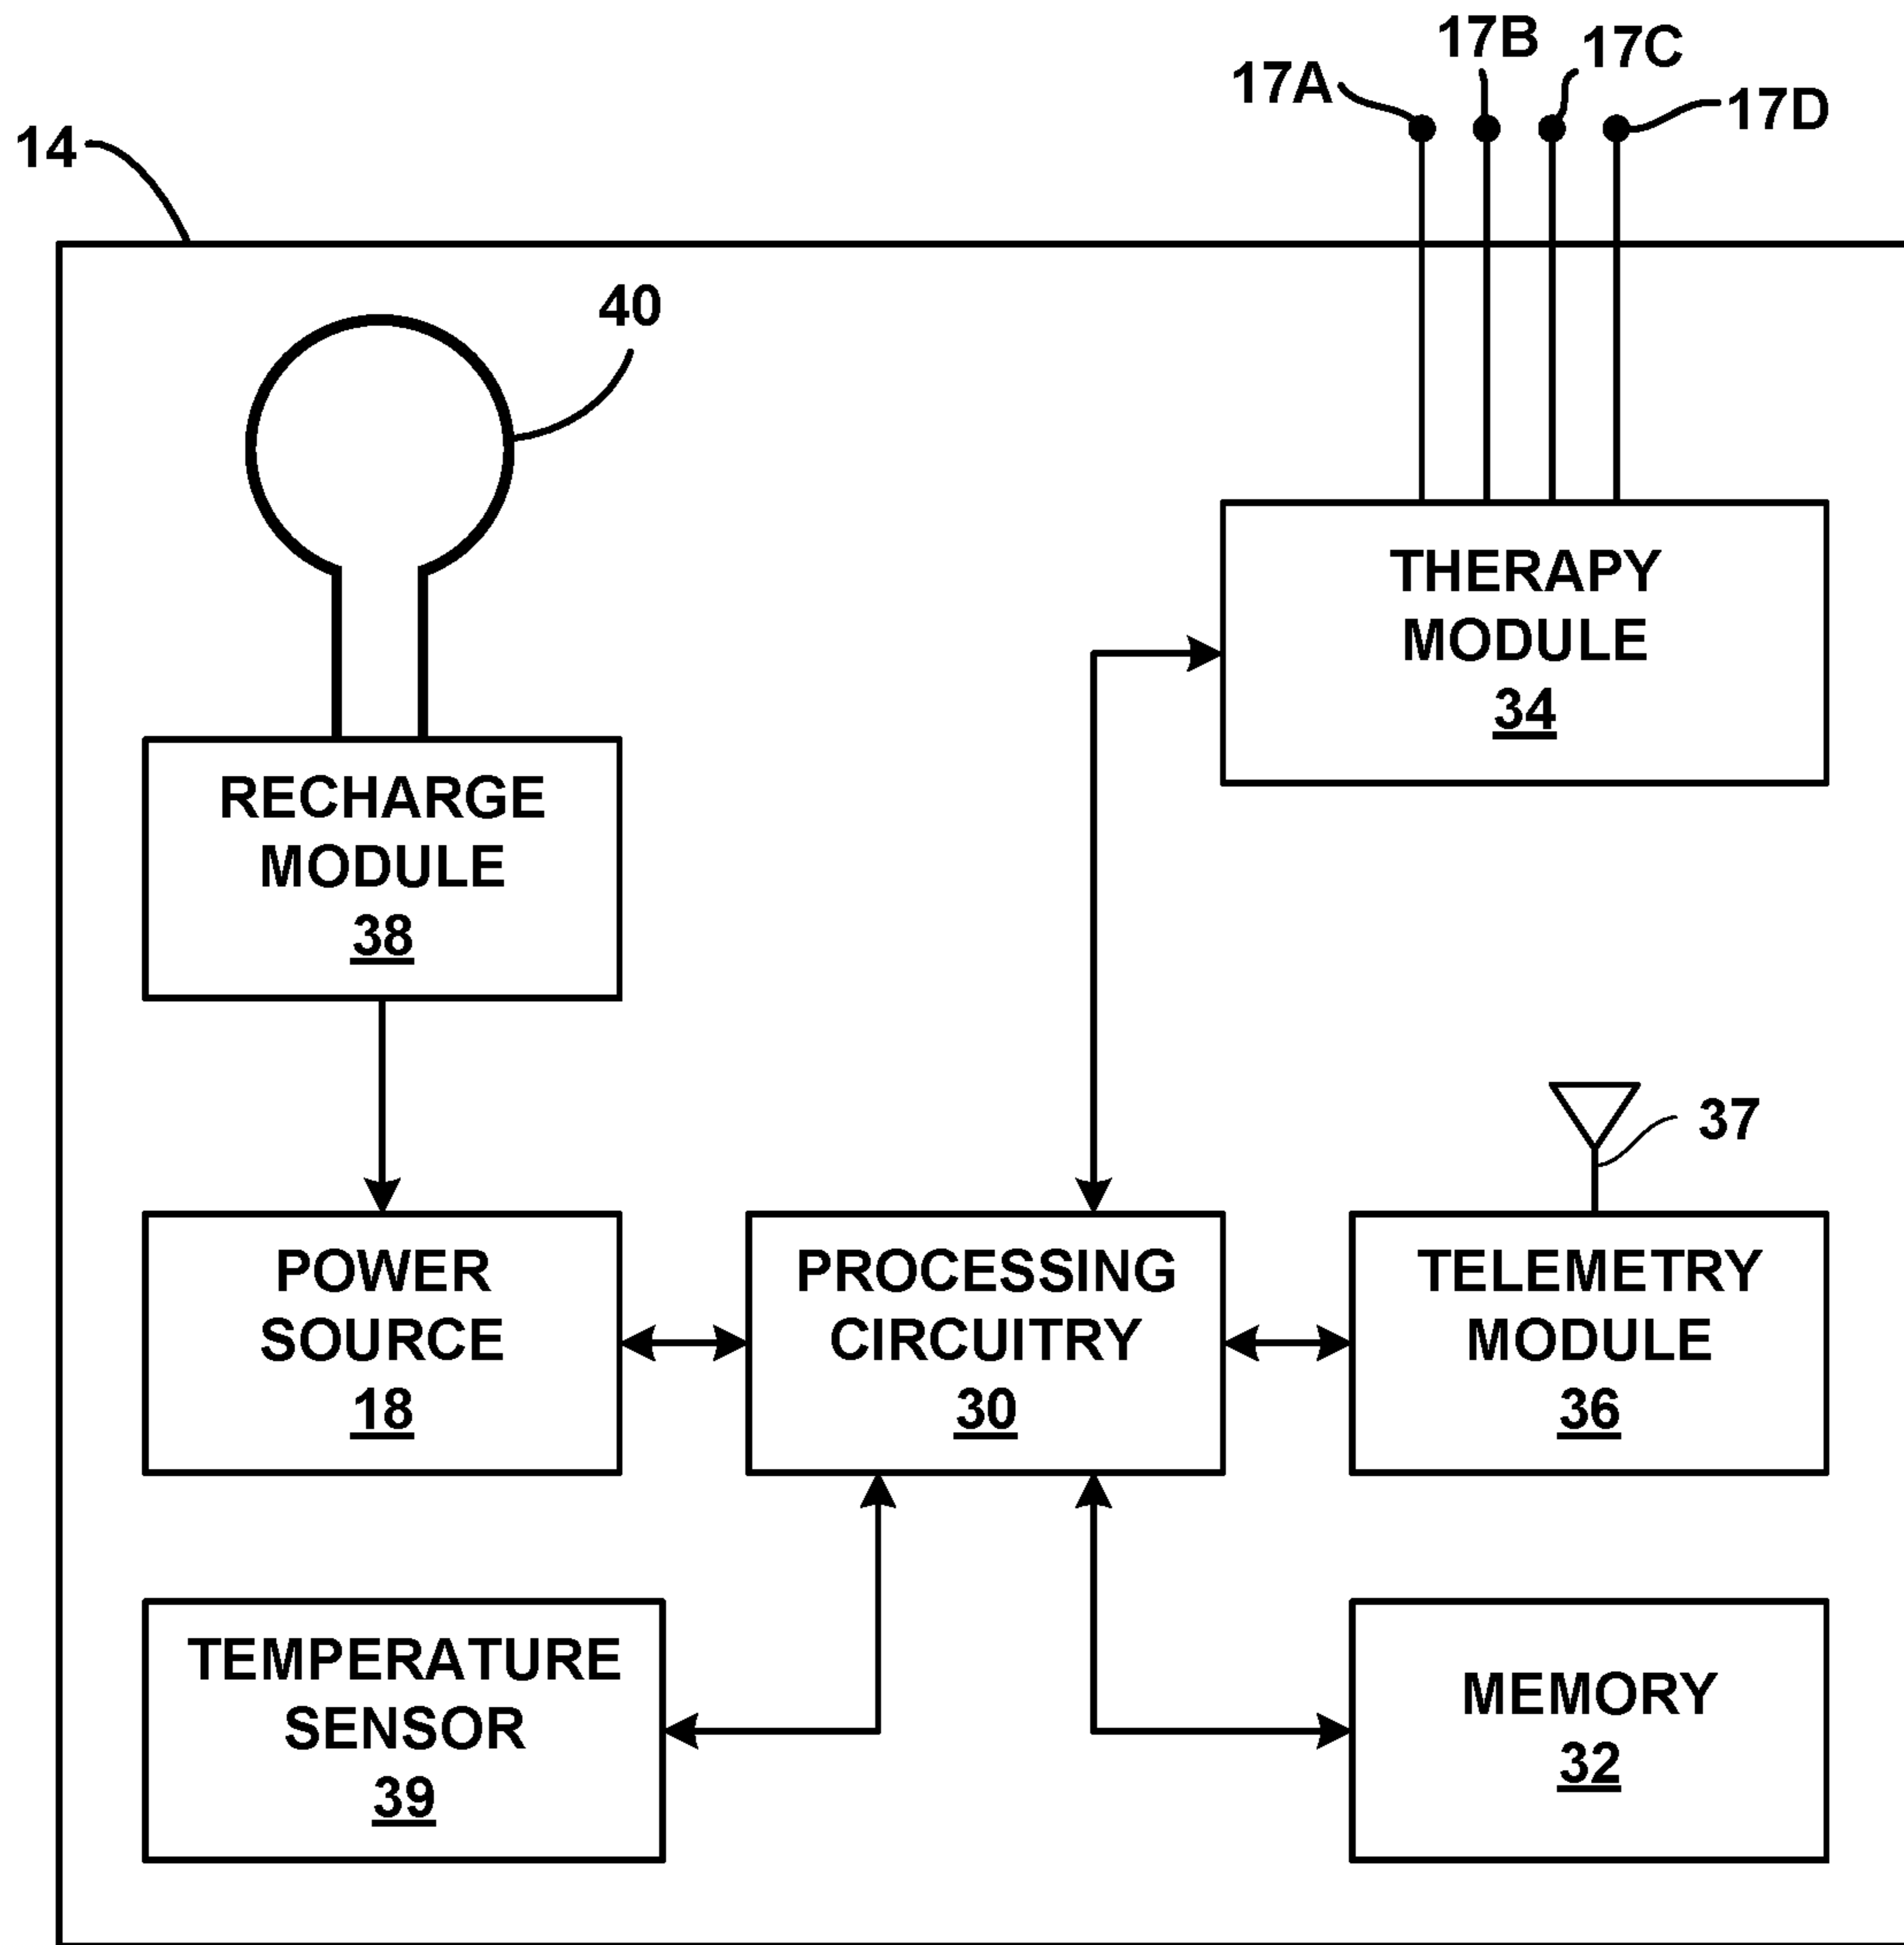 17A
17B
17C
17D
14
40
THERAPY
MODULE
34
RECHARGE
MODULE
38
37
POWER
SOURCE
18
PROCESSING
CIRCUITRY
30
TELEMETRY
MODULE
36
TEMPERATURE
SENSOR
39
MEMORY
32